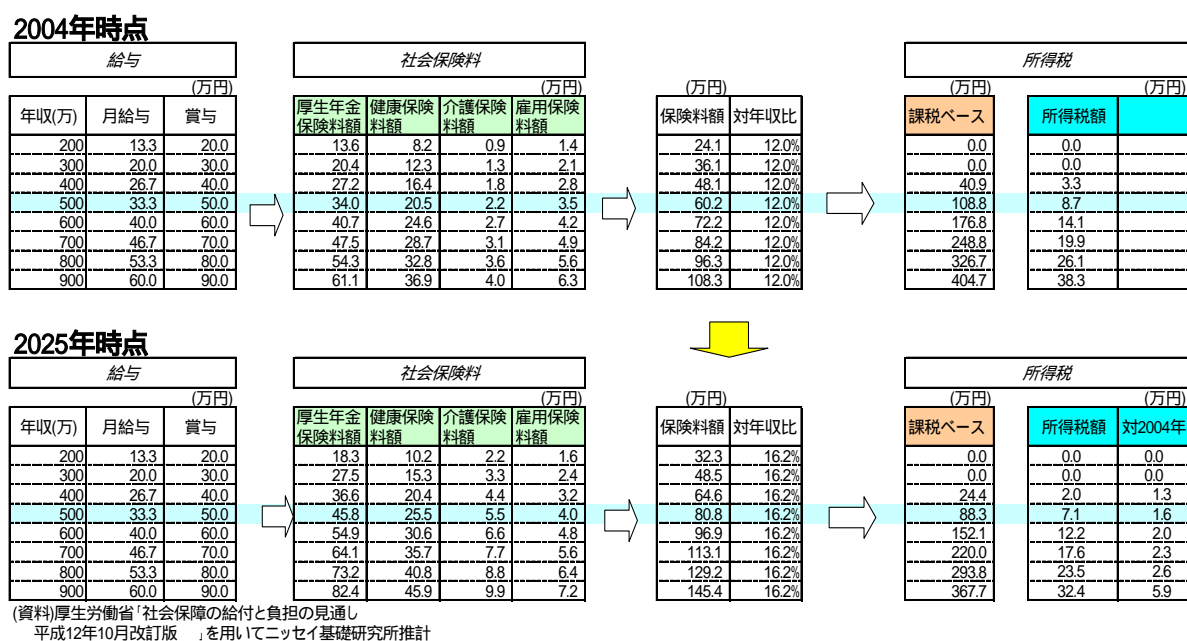 2004年時点
給与 社会保険料 所得税
(万円) (万円) (万円) (万円) (万円)
年収(万) 月給与 賞与 厚生年金保険料額 健康保険料額 介護保険料額 雇用保険料額 保険料額 対年収比 課税ベース 所得税額
200 13.3 20.0 13.6 8.2 0.9 1.4 24.1 12.0% 0.0 0.0
300 20.0 30.0 20.4 12.3 1.3 2.1 36.1 12.0% 0.0 0.0
400 26.7 40.0 27.2 16.4 1.8 2.8 48.1 12.0% 40.9 3.3
500 33.3 50.0 34.0 20.5 2.2 3.5 60.2 12.0% 108.8 8.7
600 40.0 60.0 40.7 24.6 2.7 4.2 72.2 12.0% 176.8 14.1
700 46.7 70.0 47.5 28.7 3.1 4.9 84.2 12.0% 248.8 19.9
800 53.3 80.0 54.3 32.8 3.6 5.6 96.3 12.0% 326.7 26.1
900 60.0 90.0 61.1 36.9 4.0 6.3 108.3 12.0% 404.7 38.3
2025年時点
給与 社会保険料 所得税
(万円) (万円) (万円) (万円) (万円)
年収(万) 月給与 賞与 厚生年金保険料額 健康保険料額 介護保険料額 雇用保険料額 保険料額 対年収比 課税ベース 所得税額 対2004年
200 13.3 20.0 18.3 10.2 2.2 1.6 32.3 16.2% 0.0 0.0 0.0
300 20.0 30.0 27.5 15.3 3.3 2.4 48.5 16.2% 0.0 0.0 0.0
400 26.7 40.0 36.6 20.4 4.4 3.2 64.6 16.2% 24.4 2.0 1.3
500 33.3 50.0 45.8 25.5 5.5 4.0 80.8 16.2% 88.3 7.1 1.6
600 40.0 60.0 54.9 30.6 6.6 4.8 96.9 16.2% 152.1 12.2 2.0
700 46.7 70.0 64.1 35.7 7.7 5.6 113.1 16.2% 220.0 17.6 2.3
800 53.3 80.0 73.2 40.8 8.8 6.4 129.2 16.2% 293.8 23.5 2.6
900 60.0 90.0 82.4 45.9 9.9 7.2 145.4 16.2% 367.7 32.4 5.9
(資料)厚生労働省「社会保障の給付と負担の見通し
平成12年10月改訂版 」を用いてニッセイ基礎研究所推計